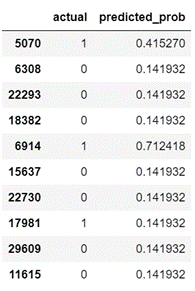 actual predicted_prob
5070 1 0.415270
6308 0 0.141932
22293 0 0.141932
18382 0 0.141932
6914 1 0.712418
15637 0 0.141932
22730 0 0.141932
17981 1 0.141932
29609 0 0.141932
11615 0 0.141932